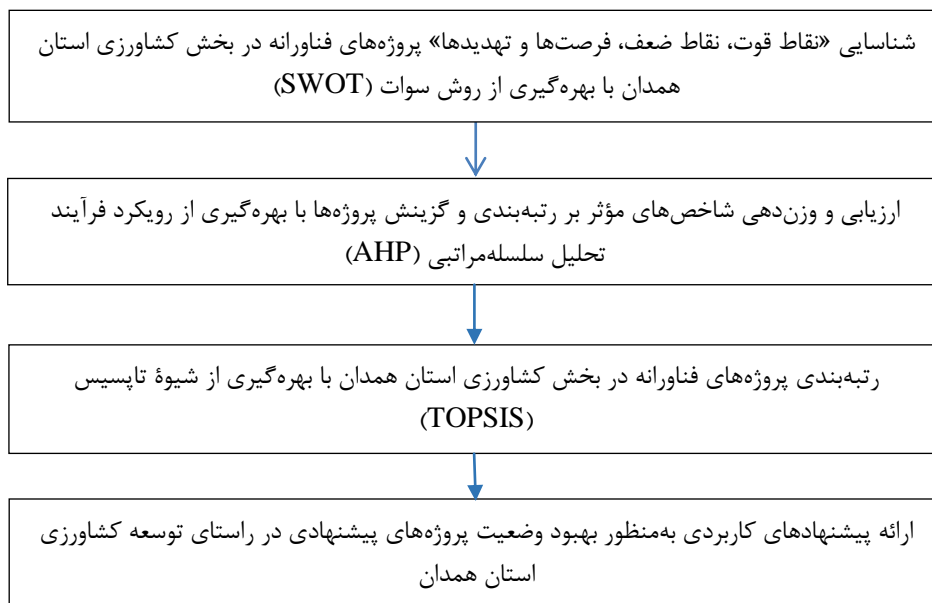 شناسایی «نقاط قوت، نقاط ضعف، فرصت‌ها و تهدیدها» پروژه‌های فناورانه در بخش کشاورزی استان
همدان با بهره‌گیری از روش سوات (SWOT)
ارزیابی و وزن‌دهی شاخص‌های مؤثر بر رتبه‌بندی و گزینش پروژه‌ها با بهره‌گیری از رویکرد فرآیند
تحلیل سلسله‌مراتبی (AHP)
رتبه‌بندی پروژه‌های فناورانه در بخش کشاورزی استان همدان با بهره‌گیری از شیوۀ تاپسیس
(TOPSIS)
ارائه پیشنهادهای کاربردی به‌منظور بهبود وضعیت پروژه‌های پیشنهادی در راستای توسعه کشاورزی
استان همدان